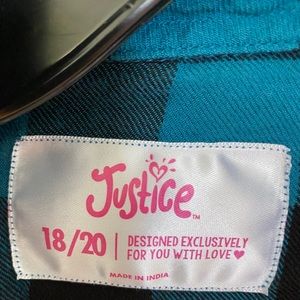 Justice™
18/20 | DESIGNED EXCLUSIVELY
FOR YOU WITH LOVE ♥
MADE IN INDIA